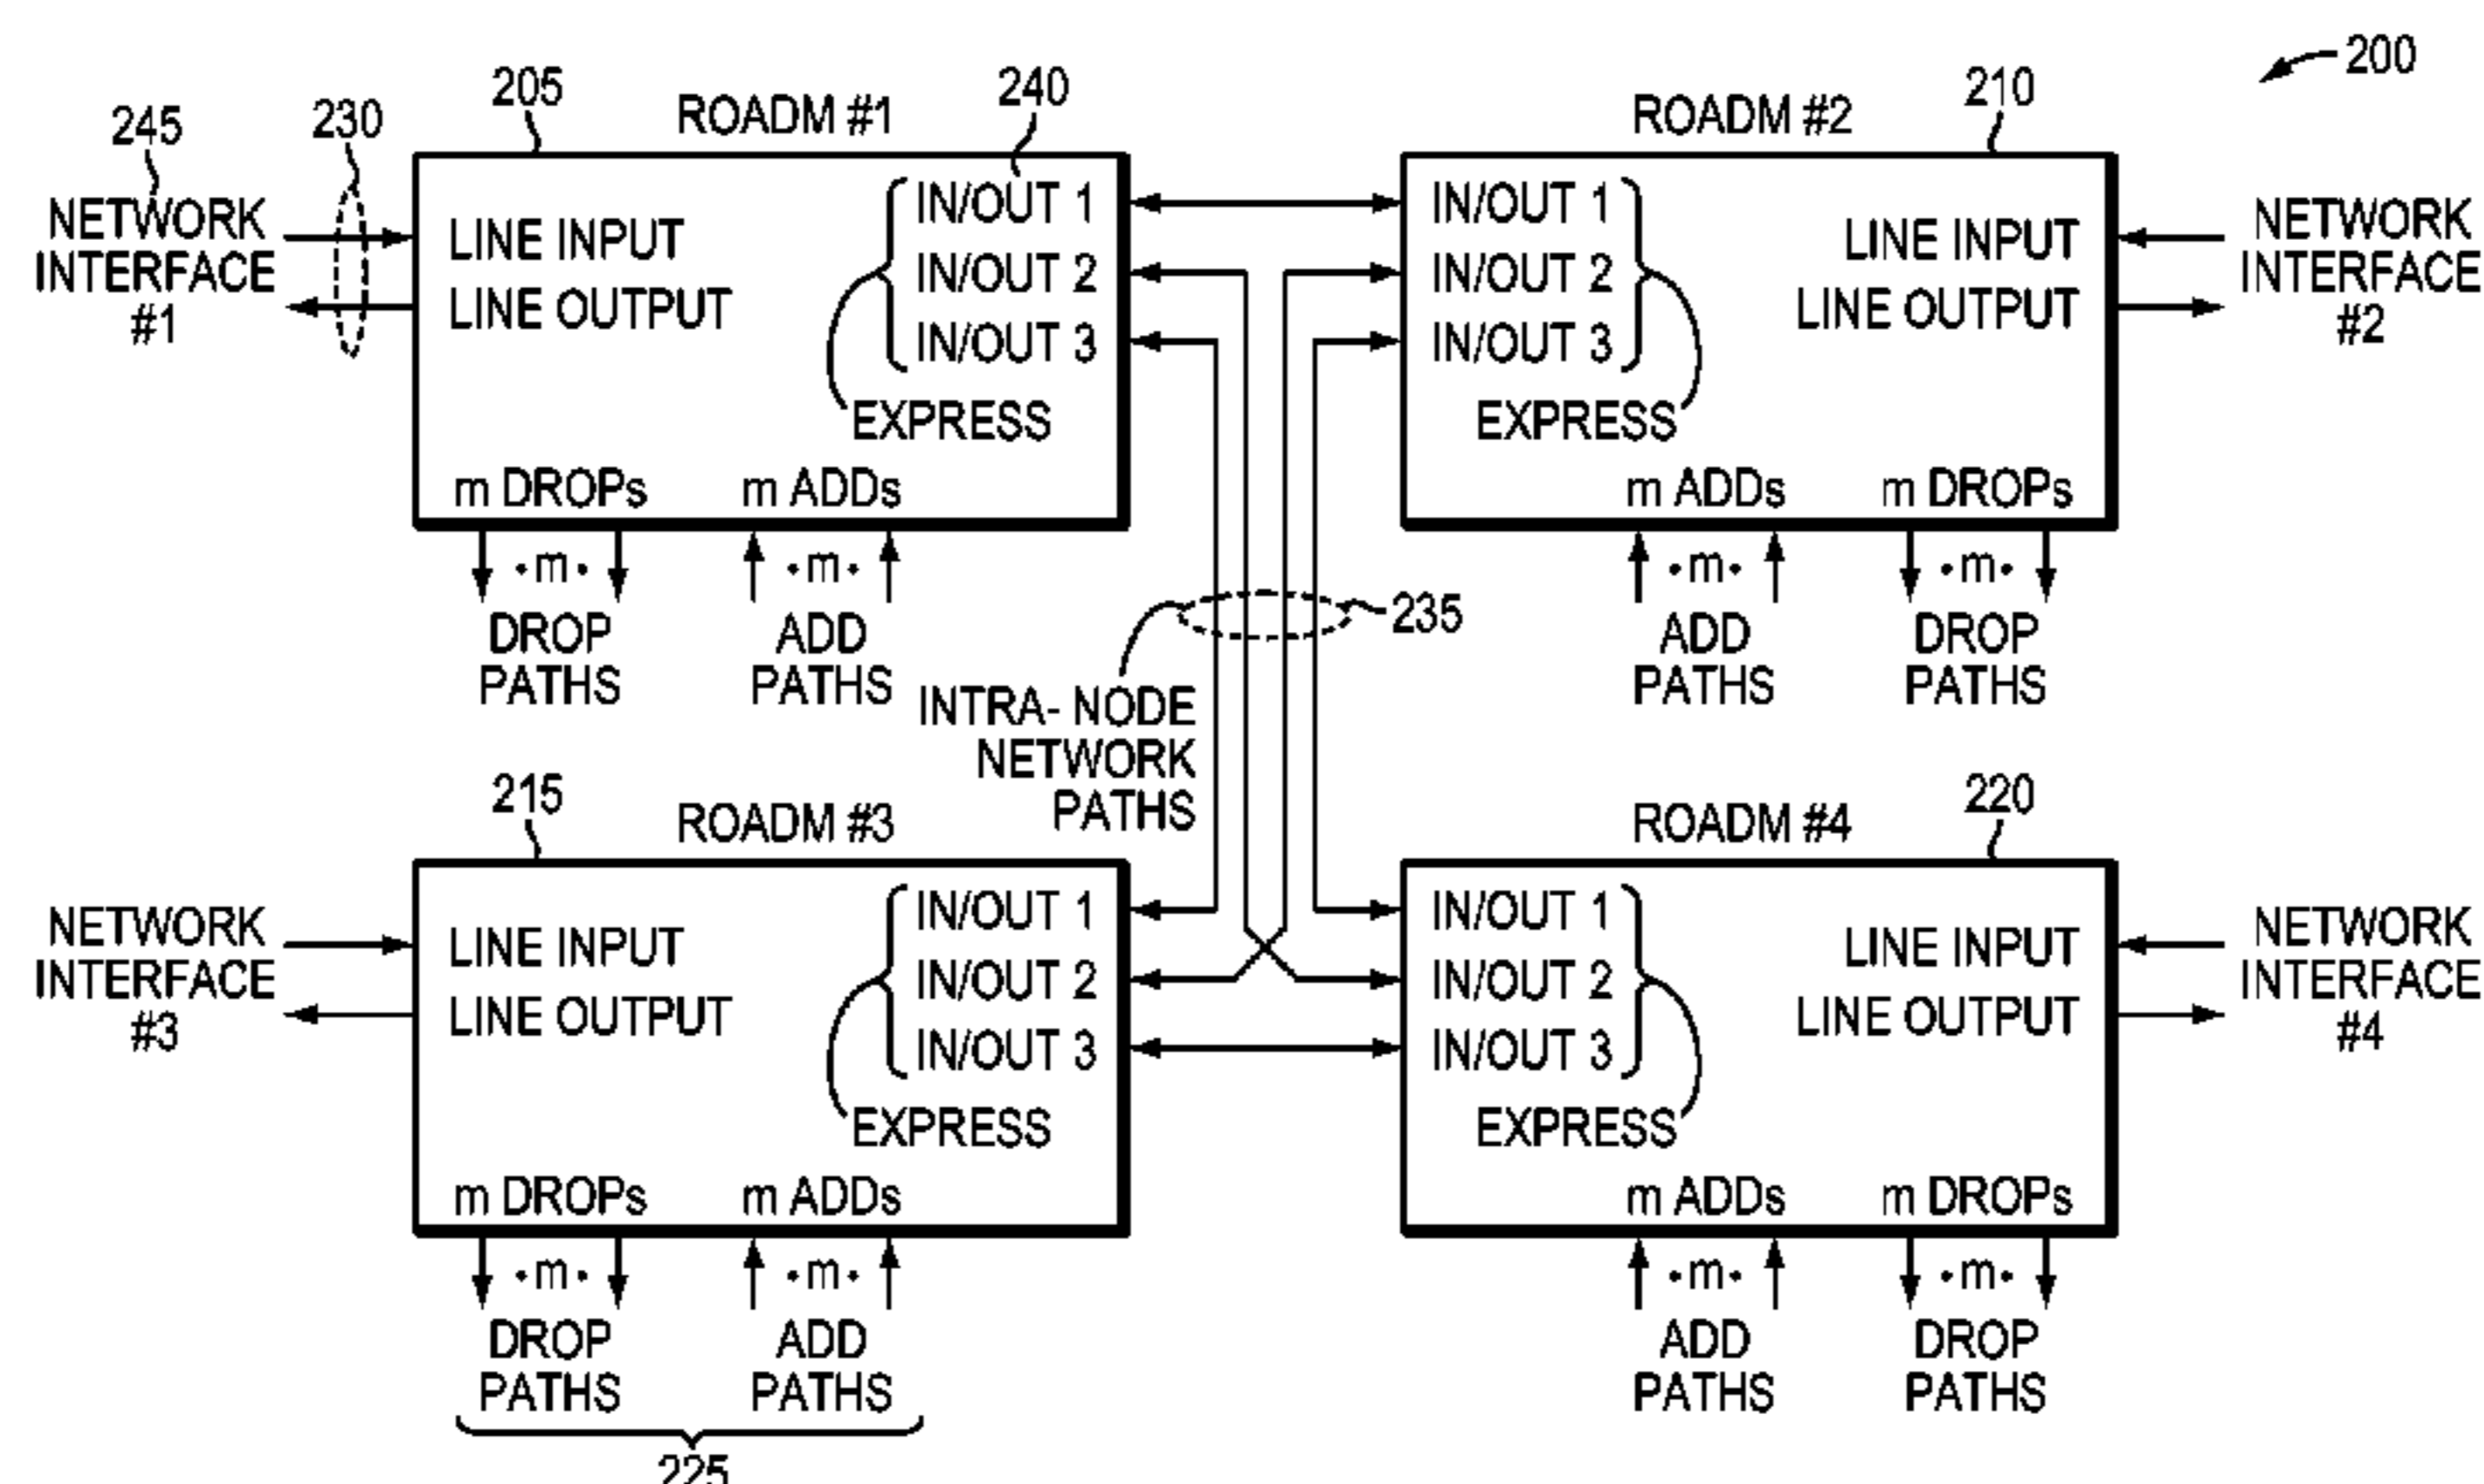 200
245
230
205
ROADM #1
240
ROADM #2
210
NETWORK
INTERFACE
#1
LINE INPUT
LINE OUTPUT
IN/OUT 1
IN/OUT 2
IN/OUT 3
EXPRESS
m DROPs
m ADDs
IN/OUT 1
IN/OUT 2
IN/OUT 3
EXPRESS
LINE INPUT
LINE OUTPUT
m ADDs
m DROPs
NETWORK
INTERFACE
#2
•m•
DROP
PATHS
•m•
ADD
PATHS
235
INTRA- NODE
NETWORK
PATHS
•m•
ADD
PATHS
•m•
DROP
PATHS
215
ROADM #3
ROADM #4
220
NETWORK
INTERFACE
#3
LINE INPUT
LINE OUTPUT
IN/OUT 1
IN/OUT 2
IN/OUT 3
EXPRESS
m DROPs
m ADDs
IN/OUT 1
IN/OUT 2
IN/OUT 3
EXPRESS
LINE INPUT
LINE OUTPUT
m ADDs
m DROPs
NETWORK
INTERFACE
#4
•m•
DROP
PATHS
•m•
ADD
PATHS
•m•
ADD
PATHS
•m•
DROP
PATHS
225